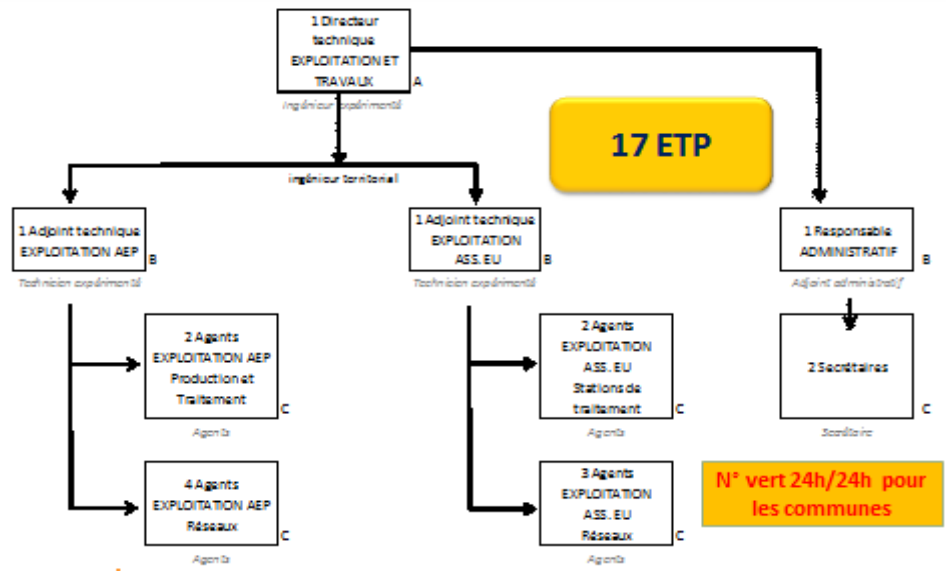 1 Directeur
technique
EXPLOITATION ET
TRAVAUX
A
Ingénieur expérimenté
17 ETP
ingénieur territorial
1 Adjoint technique
EXPLOITATION AEP
B
Technicien expérimenté
1 Adjoint technique
EXPLOITATION
ASS. EU
B
Technicien expérimenté
1 Responsable
ADMINISTRATIF
B
Adjoint administratif
2 Agents
EXPLOITATION AEP
Production et
Traitement
C
Agents
2 Agents
EXPLOITATION
ASS. EU
Stations de
traitement
C
Agents
2 Secrétaires
C
Secrétaire
4 Agents
EXPLOITATION AEP
Réseaux
C
Agents
3 Agents
EXPLOITATION
ASS. EU
Réseaux
C
Agents
N° vert 24h/24h pour
les communes